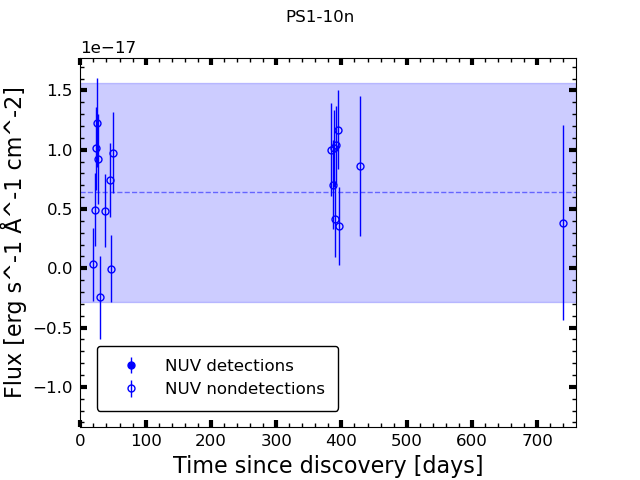 PS1-10n
1e−17
1.5
1.0
0.5
0.0
−0.5
−1.0
Flux [erg s^-1 Å^-1 cm^-2]
NUV detections
NUV nondetections
0 100 200 300 400 500 600 700
Time since discovery [days]